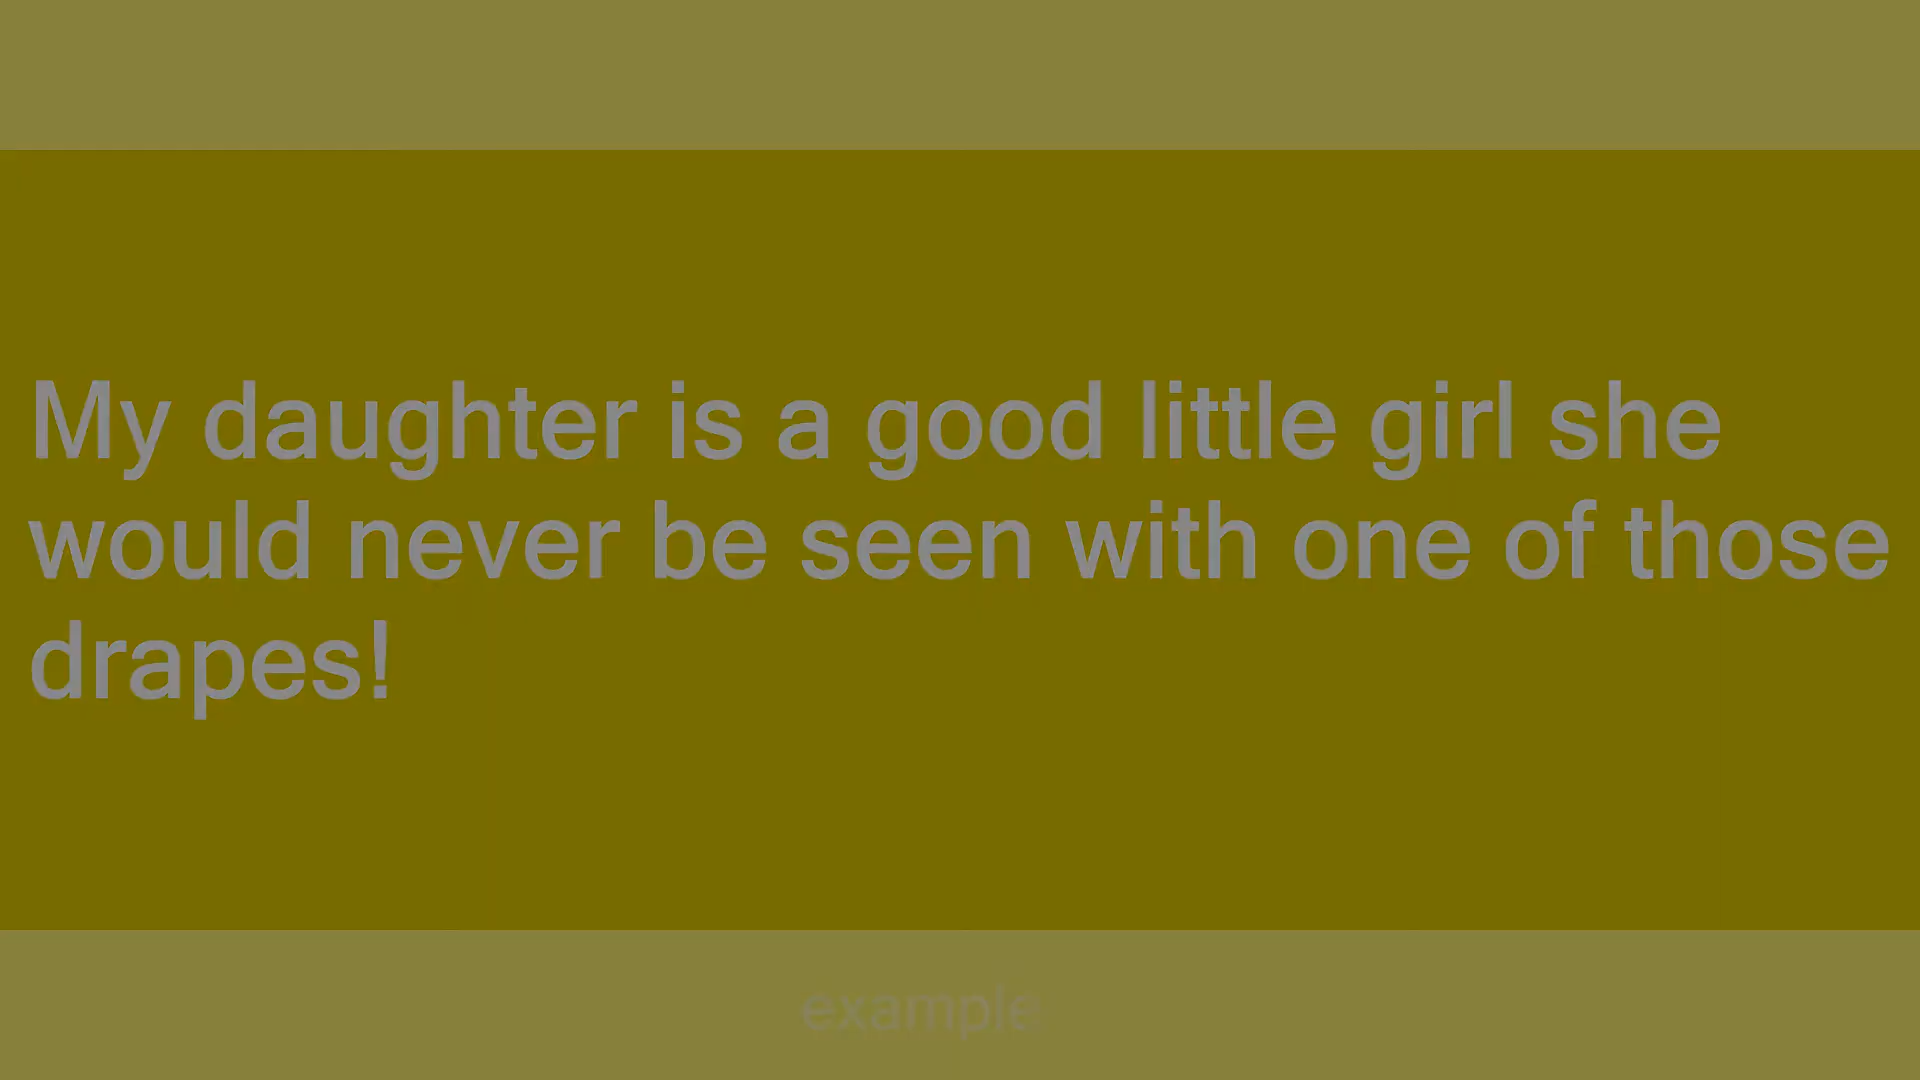 My daughter is a good little girl she
would never be seen with one of those
drapes!
example